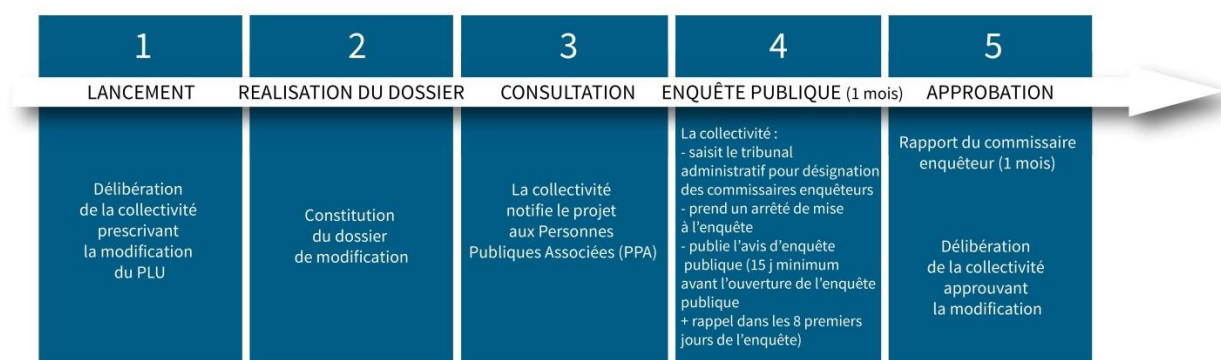 1
LANCEMENT
Délibération
de la collectivité
prescrivant
la modification
du PLU
2
REALISATION DU DOSSIER
Constitution
du dossier
de modification
3
CONSULTATION
La collectivité
notifie le projet
aux Personnes
Publiques Associées (PPA)
4
ENQUÊTE PUBLIQUE (1 mois)
La collectivité :
- saisit le tribunal
administratif pour désignation
des commissaires enquêteurs
- prend un arrêté de mise
à l’enquête
- publie l’avis d’enquête
publique (15 j minimum
avant l’ouverture de l’enquête
publique
+ rappel dans les 8 premiers
jours de l’enquête)
5
APPROBATION
Rapport du commissaire
enquêteur (1 mois)
Délibération
de la collectivité
approuvant
la modification